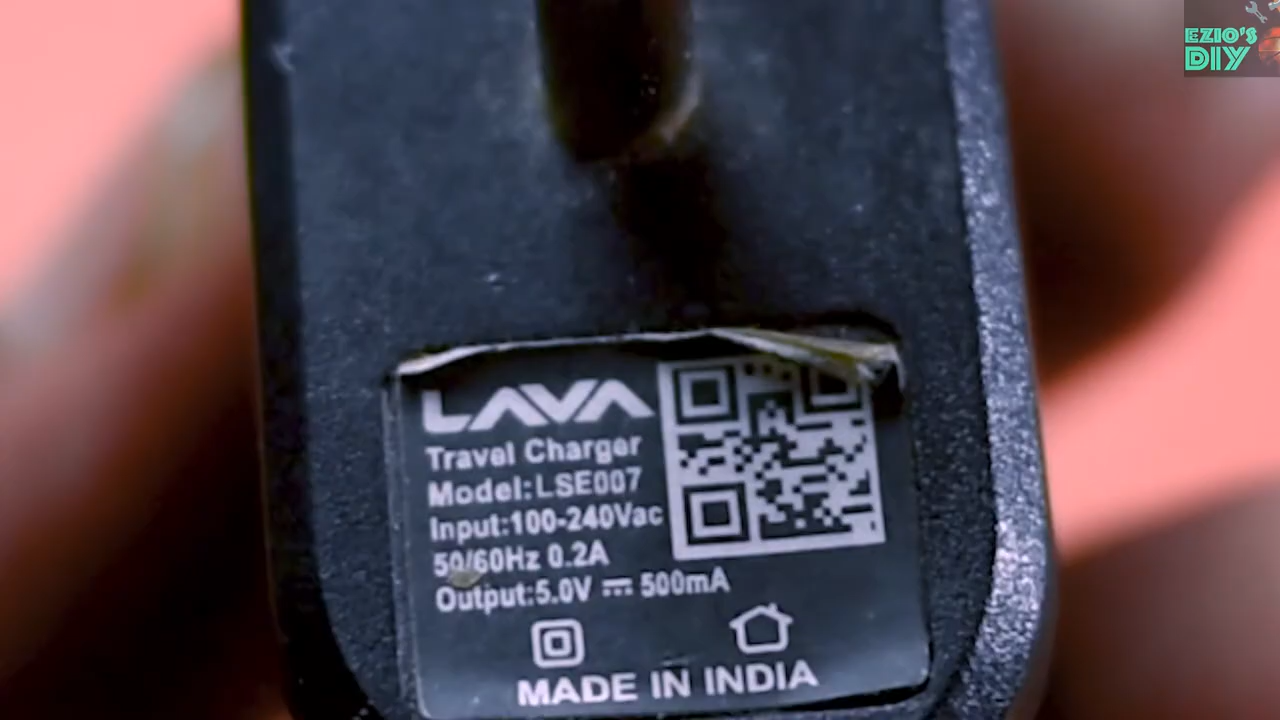 EZIO'S
DIY
LAVA
Travel Charger
Model:LSE007
Input:100-240Vac
50/60Hz 0.2A
Output:5.0V ⎓ 500mA
MADE IN INDIA